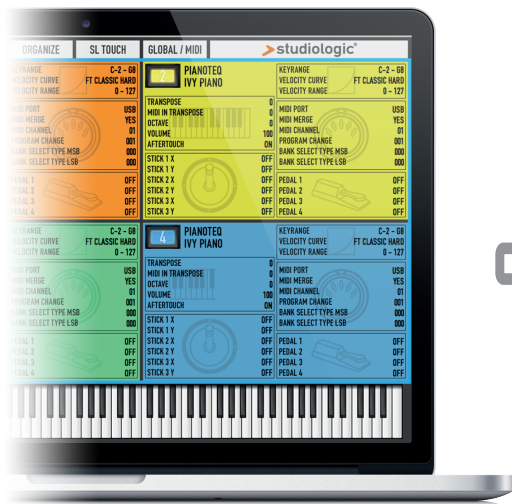 ORGANIZE SL TOUCH GLOBAL / MIDI studiologic®
KEYRANGE C-2 – G8
VELOCITY CURVE FT CLASSIC HARD
VELOCITY RANGE 0 – 127
MIDI PORT USB
MIDI MERGE YES
MIDI CHANNEL 01
PROGRAM CHANGE 001
BANK SELECT TYPE MSB 000
BANK SELECT TYPE LSB 000
PEDAL 1 OFF
PEDAL 2 OFF
PEDAL 3 OFF
PEDAL 4 OFF
2 PIANOTEQ
IVY PIANO
TRANSPOSE 0
MIDI IN TRANSPOSE 0
OCTAVE 0
VOLUME 100
AFTERTOUCH ON
STICK 1 X OFF
STICK 1 Y OFF
STICK 2 X OFF
STICK 2 Y OFF
STICK 3 X OFF
STICK 3 Y OFF
KEYRANGE C-2 – G8
VELOCITY CURVE FT CLASSIC HARD
VELOCITY RANGE 0 – 127
MIDI PORT USB
MIDI MERGE YES
MIDI CHANNEL 01
PROGRAM CHANGE 001
BANK SELECT TYPE MSB 000
BANK SELECT TYPE LSB 000
PEDAL 1 OFF
PEDAL 2 OFF
PEDAL 3 OFF
PEDAL 4 OFF
KEYRANGE C-2 – G8
VELOCITY CURVE FT CLASSIC HARD
VELOCITY RANGE 0 – 127
MIDI PORT USB
MIDI MERGE YES
MIDI CHANNEL 01
PROGRAM CHANGE 001
BANK SELECT TYPE MSB 000
BANK SELECT TYPE LSB 000
PEDAL 1 OFF
PEDAL 2 OFF
PEDAL 3 OFF
PEDAL 4 OFF
4 PIANOTEQ
IVY PIANO
TRANSPOSE 0
MIDI IN TRANSPOSE 0
OCTAVE 0
VOLUME 100
AFTERTOUCH ON
STICK 1 X OFF
STICK 1 Y OFF
STICK 2 X OFF
STICK 2 Y OFF
STICK 3 X OFF
STICK 3 Y OFF
KEYRANGE C-2 – G8
VELOCITY CURVE FT CLASSIC HARD
VELOCITY RANGE 0 – 127
MIDI PORT USB
MIDI MERGE YES
MIDI CHANNEL 01
PROGRAM CHANGE 001
BANK SELECT TYPE MSB 000
BANK SELECT TYPE LSB 000
PEDAL 1 OFF
PEDAL 2 OFF
PEDAL 3 OFF
PEDAL 4 OFF